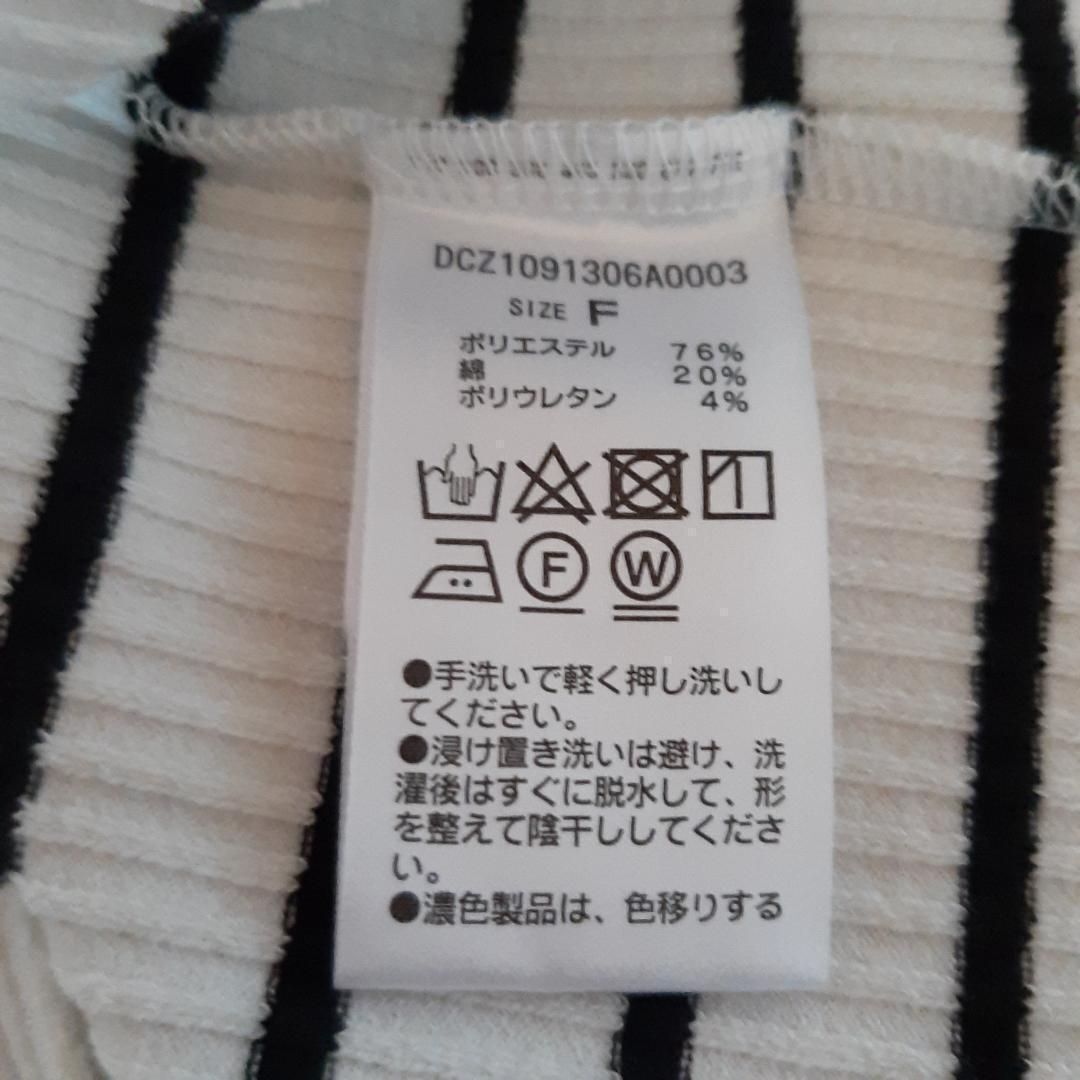 DCZ1091306A0003
SIZE F
ポリエステル 76%
綿 20%
ポリウレタン 4%
F W
●手洗いで軽く押し洗いし
てください。
●浸け置き洗いは避け、洗
濯後はすぐに脱水して、形
を整えて陰干ししてくださ
い。
●濃色製品は、色移りする